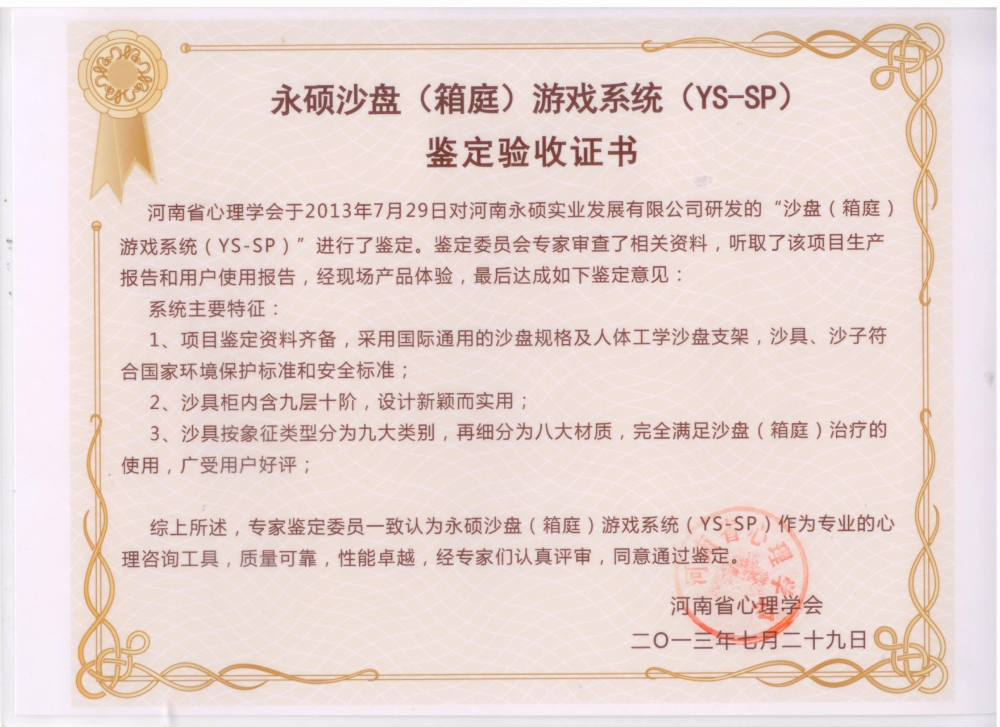 永硕沙盘（箱庭）游戏系统（YS-SP）
鉴定验收证书
河南省心理学会于2013年7月29日对河南永硕实业发展有限公司研发的“沙盘（箱庭）
游戏系统（YS-SP）”进行了鉴定。鉴定委员会专家审查了相关资料，听取了该项目生产
报告和用户使用报告，经现场产品体验，最后达成如下鉴定意见：
系统主要特征：
1、项目鉴定资料齐备，采用国际通用的沙盘规格及人体工学沙盘支架，沙具、沙子符
合国家环境保护标准和安全标准；
2、沙具柜内含九层十阶，设计新颖而实用；
3、沙具按象征类型分为九大类别，再细分为八大材质，完全满足沙盘（箱庭）治疗的
使用，广受用户好评；
综上所述，专家鉴定委员一致认为永硕沙盘（箱庭）游戏系统（YS-SP）作为专业的心
理咨询工具，质量可靠，性能卓越，经专家们认真评审，同意通过鉴定。
河南省心理学会
河南省心理学会
二〇一三年七月二十九日